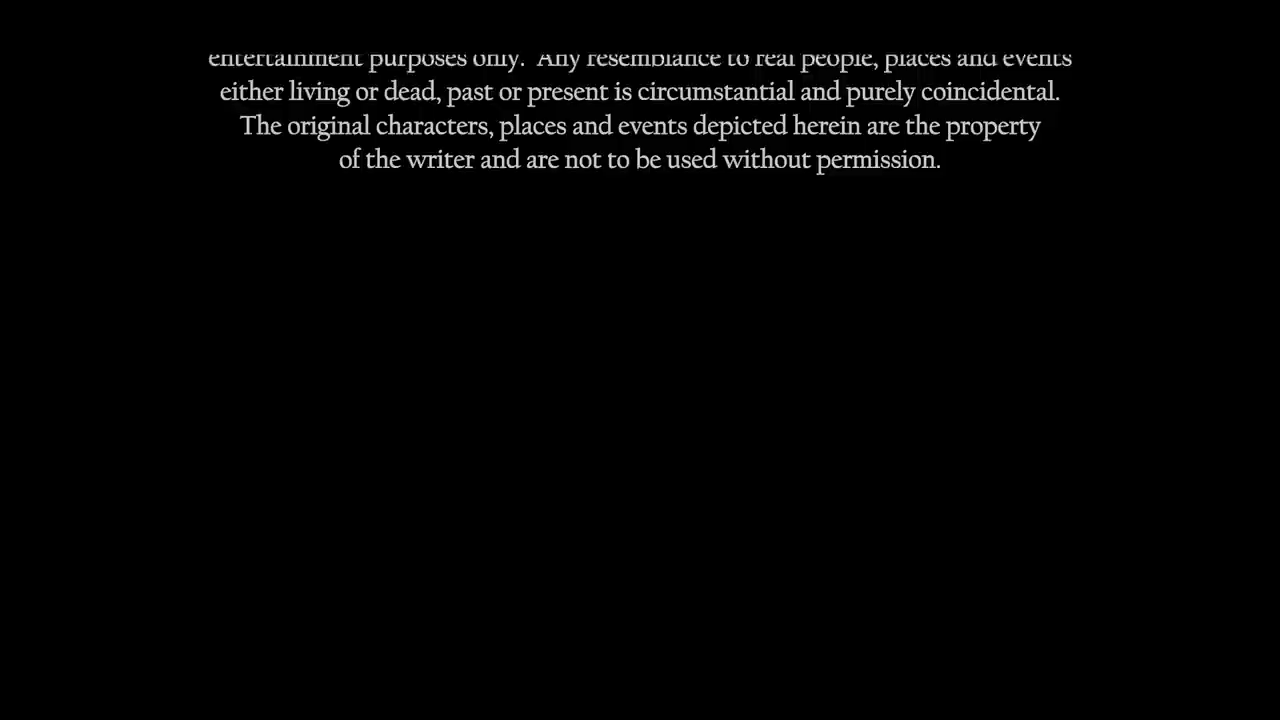 entertainment purposes only.  Any resemblance to real people, places and events
either living or dead, past or present is circumstantial and purely coincidental.
The original characters, places and events depicted herein are the property
of the writer and are not to be used without permission.